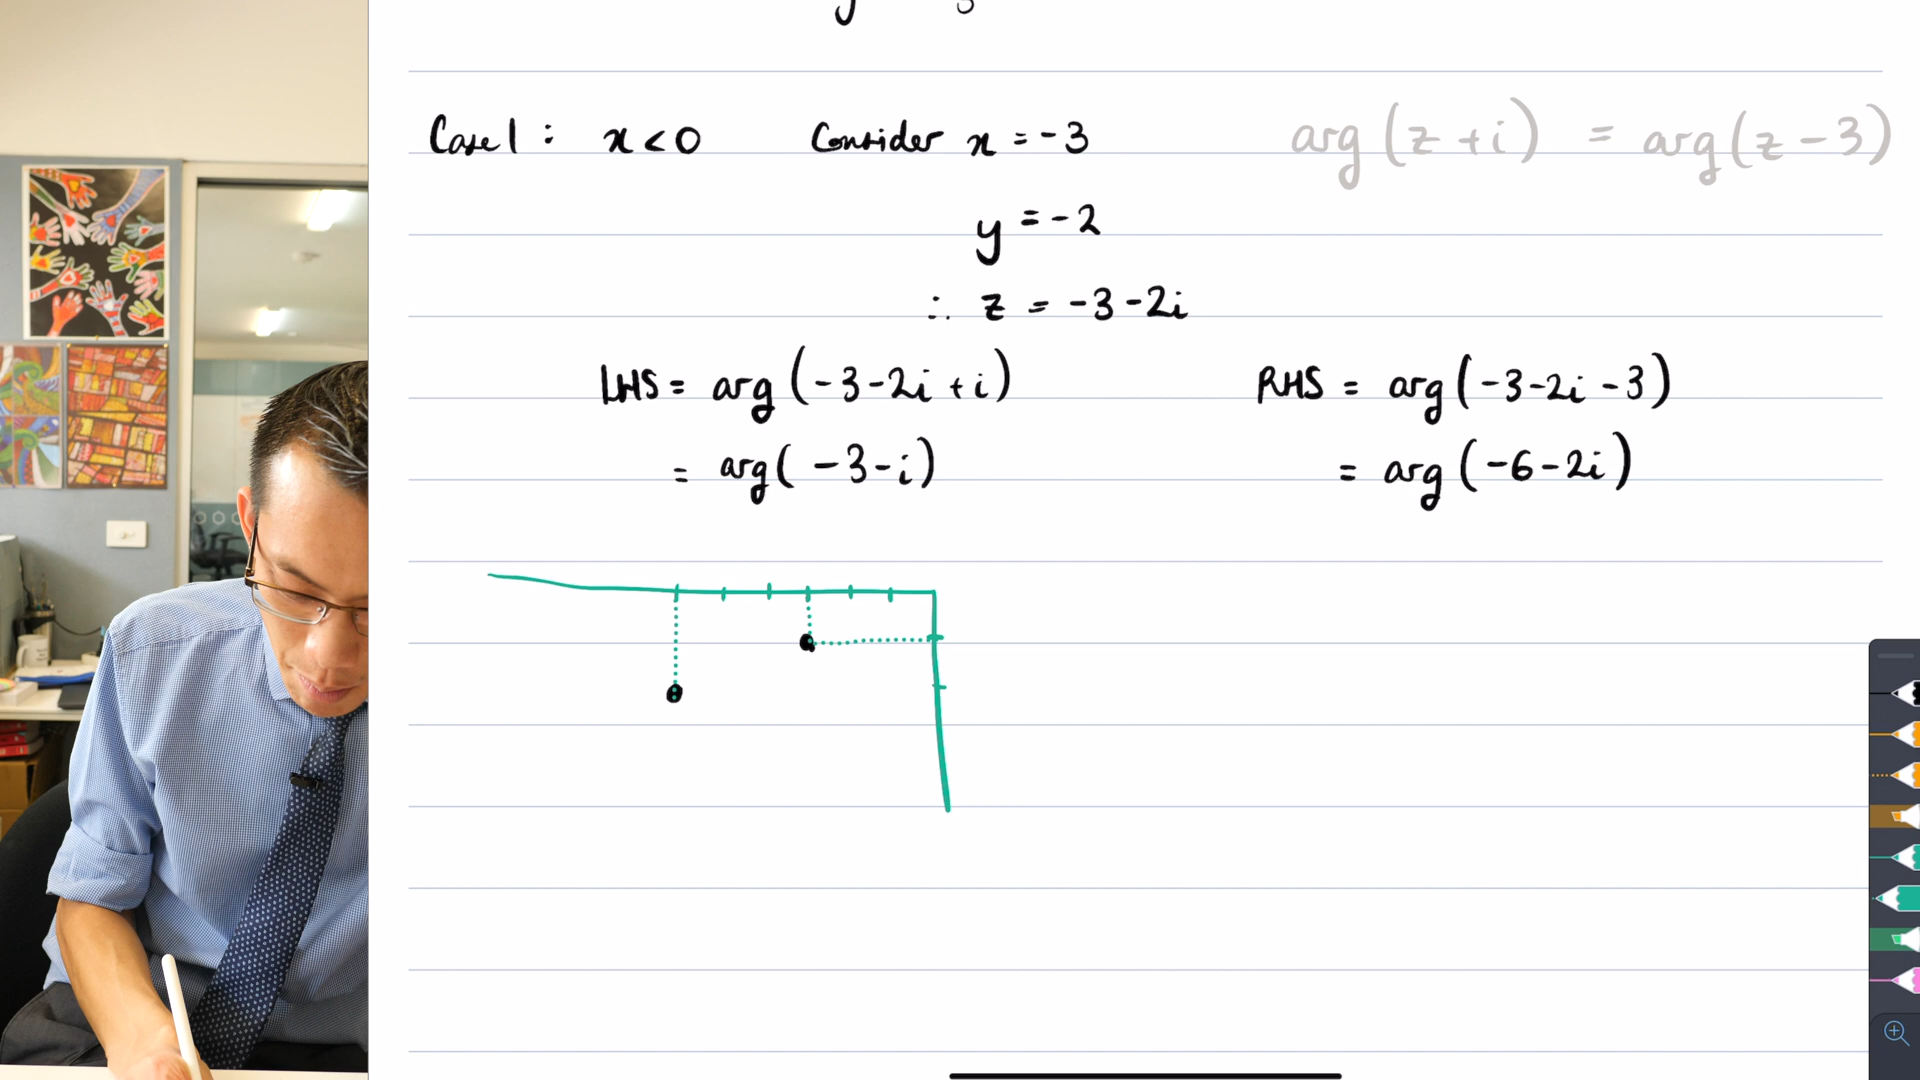 Case 1 : x < 0 Consider x = -3 arg (z + i) = arg (z - 3)
y = -2
∴ z = -3 - 2i
LHS = arg (-3 - 2i + i) RHS = arg (-3 - 2i - 3)
= arg ( -3 - i) = arg (-6 - 2i)